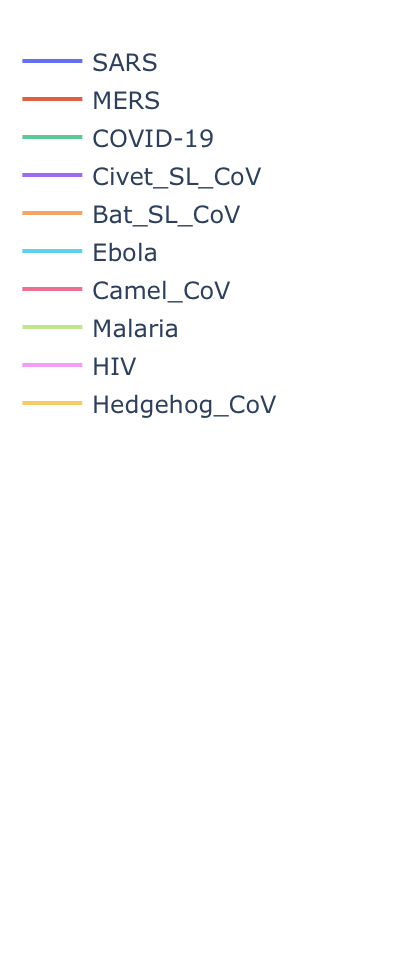 SARS
MERS
COVID-19
Civet_SL_CoV
Bat_SL_CoV
Ebola
Camel_CoV
Malaria
HIV
Hedgehog_CoV